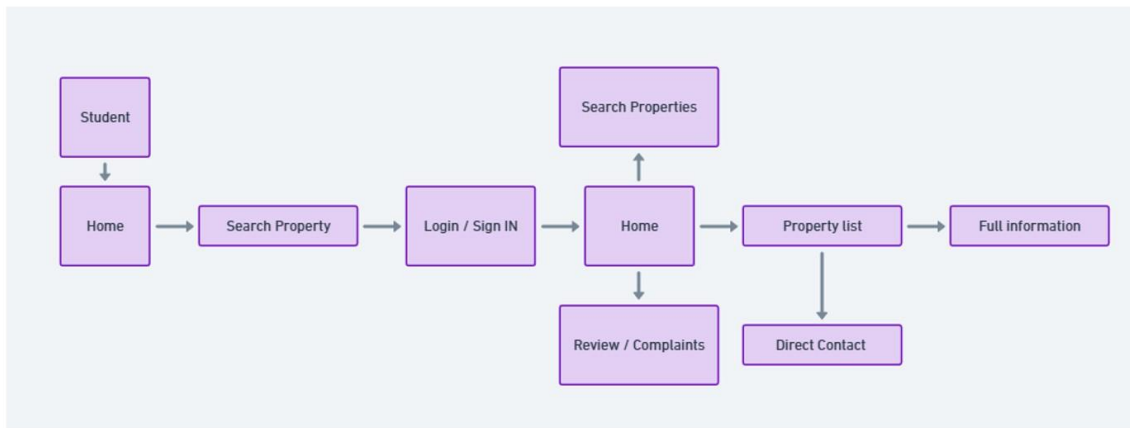 Student
Home
Search Property
Login / Sign IN
Home
Search Properties
Review / Complaints
Property list
Full information
Direct Contact